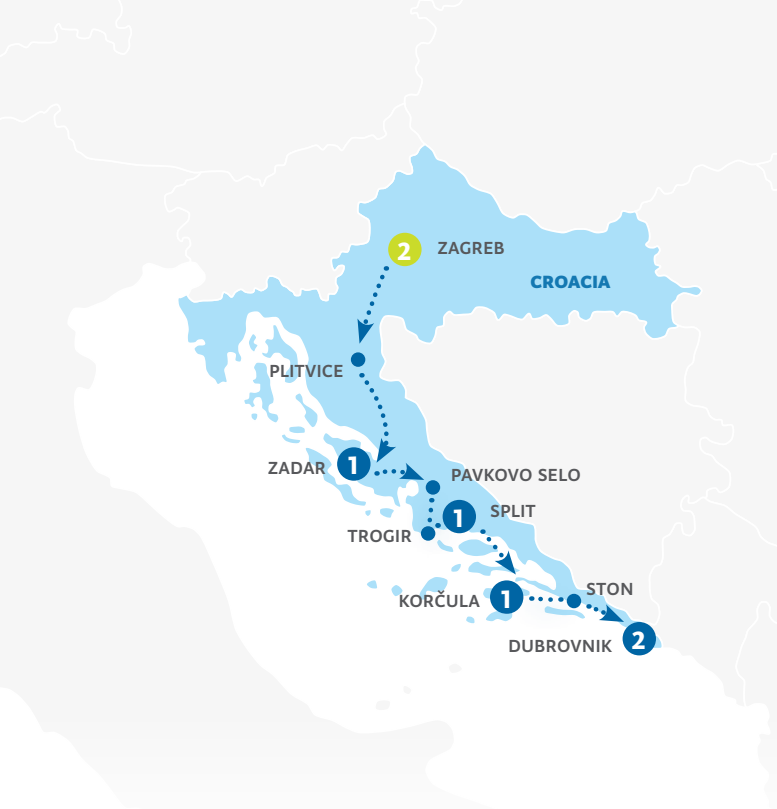 2 ZAGREB
CROACIA
PLITVICE
ZADAR 1
PAVKOVO SELO
1 SPLIT
TROGIR
STON
KORČULA 1
DUBROVNIK 2